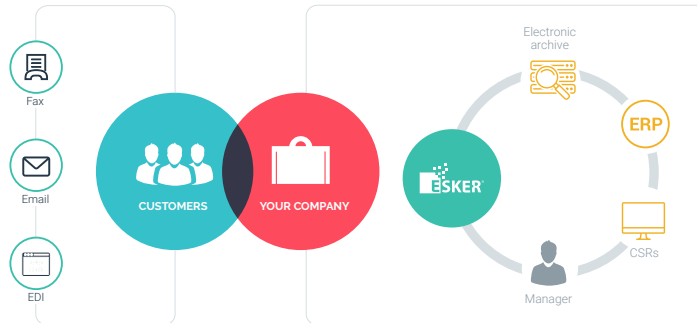 Fax
Email
EDI
CUSTOMERS
YOUR COMPANY
ESKER
Electronic
archive
ERP
CSRs
Manager